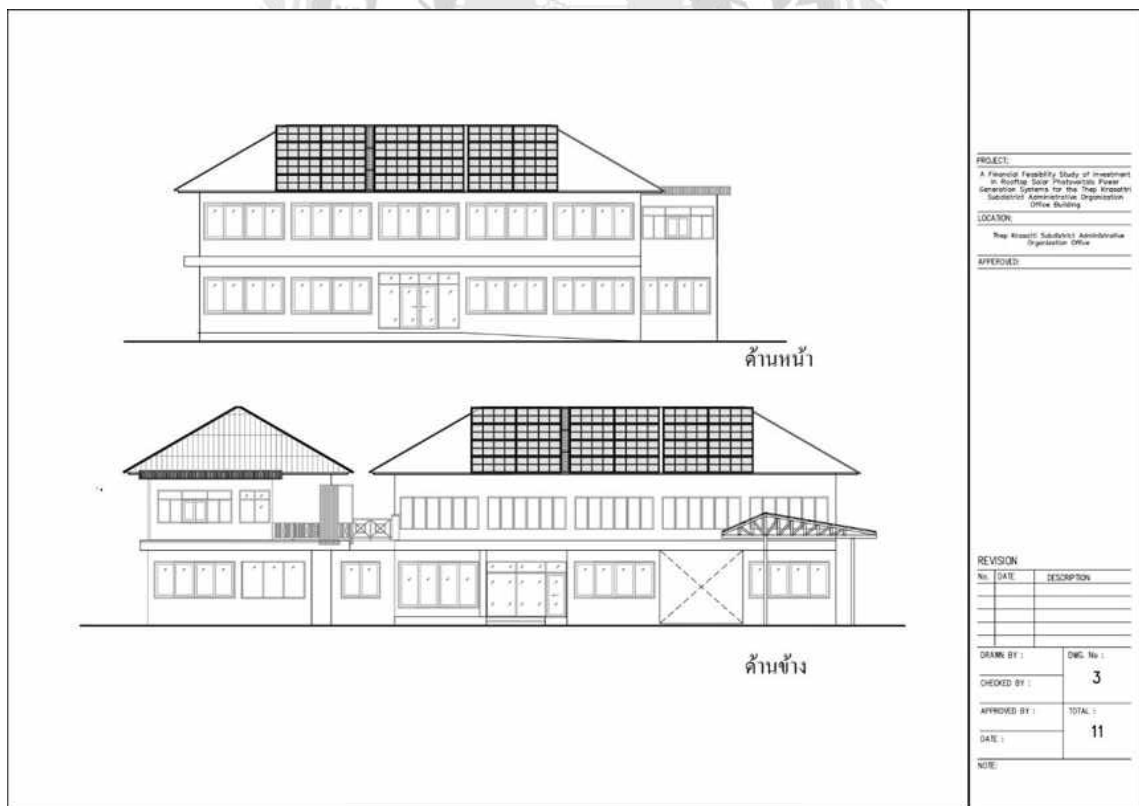 ด้านหน้า
ด้านข้าง
PROJECT:
A Financial Feasibility Study of Investment
in Rooftop Solar Photovoltaic Power
Generation Systems for the Thep Krasattri
Subdistrict Administrative Organization
Office Building
LOCATION:
Thep Krasatti Subdistrict Administrative
Organization Office
APPROVED:
REVISION
No. DATE DESCRIPTION
DRAWN BY : DWG. No :
3
CHECKED BY :
APPROVED BY : TOTAL :
11
DATE :
NOTE: